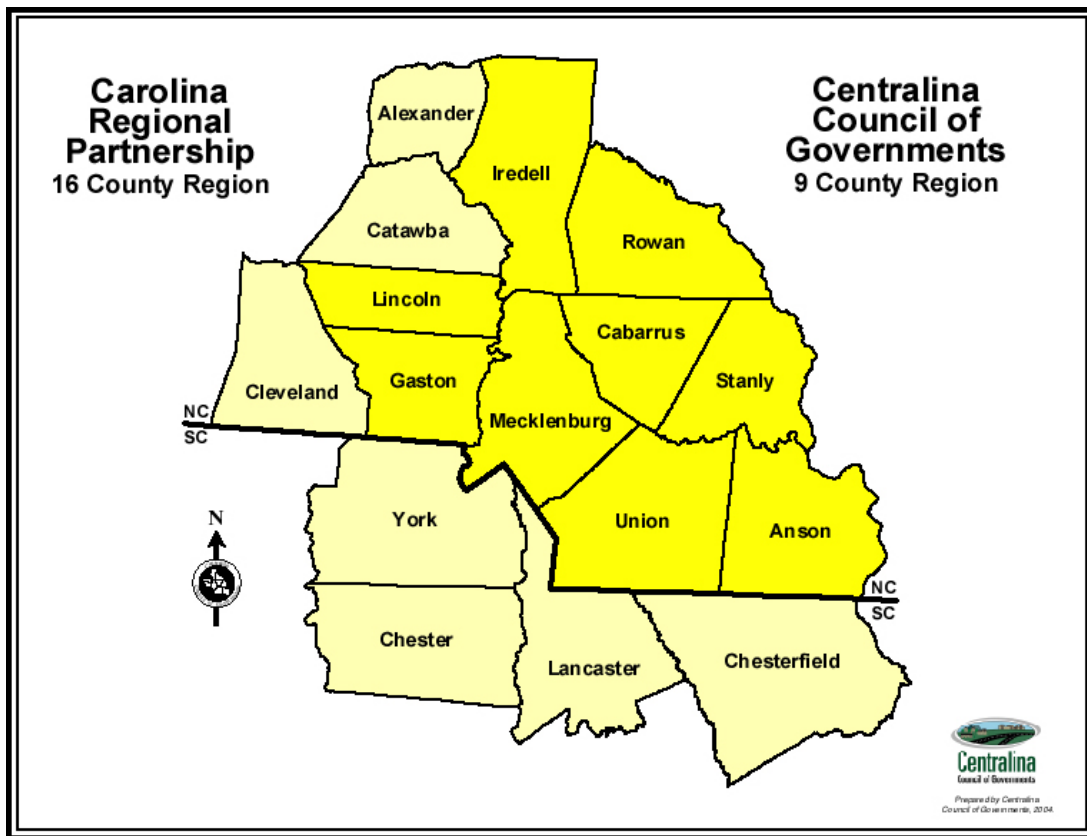 Carolina
Regional
Partnership
16 County Region
Centralina
Council of
Governments
9 County Region
Alexander
Iredell
Catawba
Rowan
Lincoln
Cabarrus
Gaston
Stanly
Cleveland
Mecklenburg
NC
SC
York
Union
Anson
N
NC
SC
Chester
Lancaster
Chesterfield
Centralina
Council of Governments
Prepared by Centralina
Council of Governments, 2004.